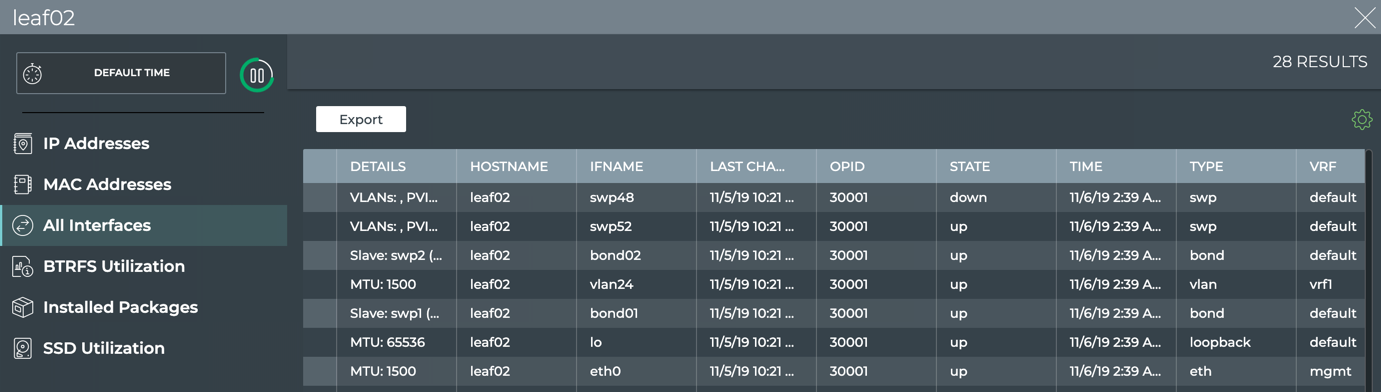 leaf02
DEFAULT TIME
28 RESULTS
IP Addresses
MAC Addresses
All Interfaces
BTRFS Utilization
Installed Packages
SSD Utilization
Export
DETAILS HOSTNAME IFNAME LAST CHA... OPID STATE TIME TYPE VRF
VLANs: , PVI... leaf02 swp48 11/5/19 10:21 ... 30001 down 11/6/19 2:39 A... swp default
VLANs: , PVI... leaf02 swp52 11/5/19 10:21 ... 30001 up 11/6/19 2:39 A... swp default
Slave: swp2 (... leaf02 bond02 11/5/19 10:21 ... 30001 up 11/6/19 2:39 A... bond default
MTU: 1500 leaf02 vlan24 11/5/19 10:21 ... 30001 up 11/6/19 2:39 A... vlan vrf1
Slave: swp1 (... leaf02 bond01 11/5/19 10:21 ... 30001 up 11/6/19 2:39 A... bond default
MTU: 65536 leaf02 lo 11/5/19 10:21 ... 30001 up 11/6/19 2:39 A... loopback default
MTU: 1500 leaf02 eth0 11/5/19 10:21 ... 30001 up 11/6/19 2:39 A... eth mgmt